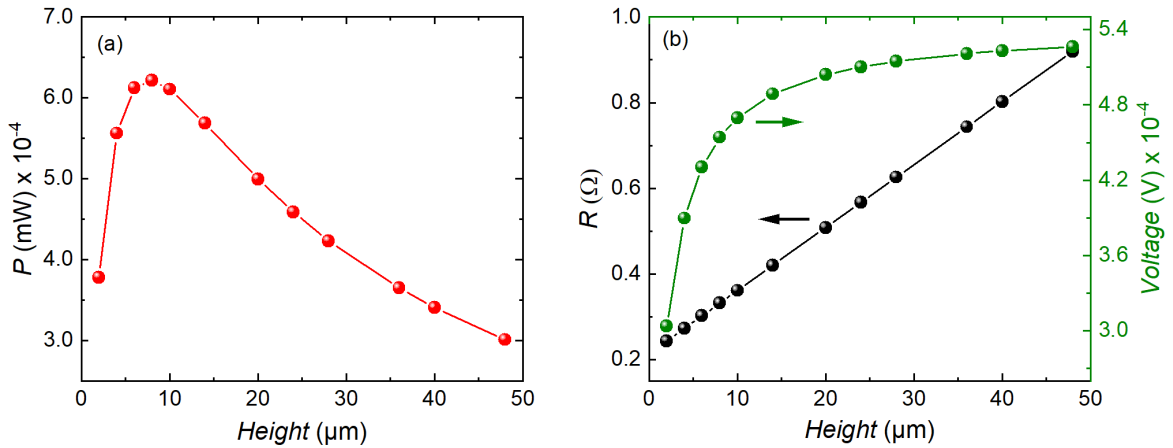 (a)
P (mW) x 10⁻⁴
7.0
6.0
5.0
4.0
3.0
0 10 20 30 40 50
Height (μm)
(b)
R (Ω)
1.0
0.8
0.6
0.4
0.2
0 10 20 30 40 50
Height (μm)
5.4
4.8
4.2
3.6
3.0
Voltage (V) x 10⁻⁴